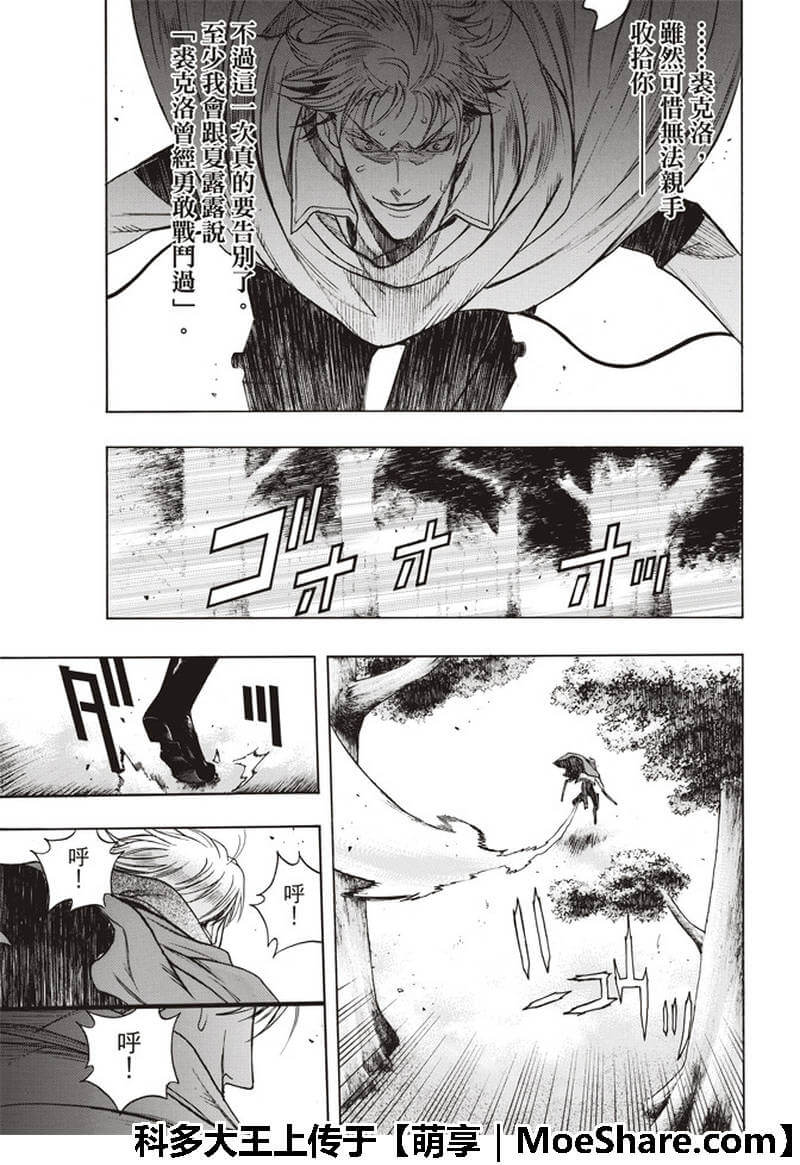 ……裘克洛，
雖然可惜無法親手
收拾你──
不過這一次真的要告別了。
至少我會跟夏露露說
「裘克洛曾經勇敢戰鬥過」。
ゴォォオッ
ダッ
呼！
呼！
呼！
科多大王上传于【萌享 | MoeShare.com】